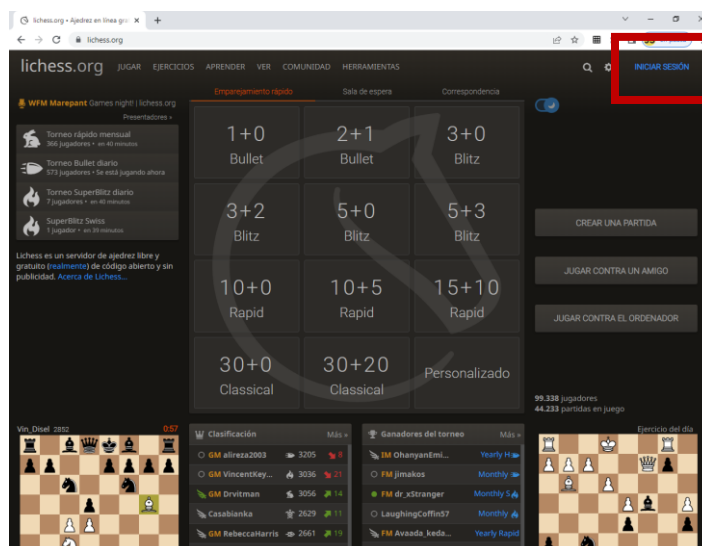 lichess.org • Ajedrez en línea gra
lichess.org
lichess.org JUGAR EJERCICIOS APRENDER VER COMUNIDAD HERRAMIENTAS INICIAR SESIÓN
Emparejamiento rápido Sala de espera Correspondencia
WFM Marepant Games night! | lichess.org
Presentadores »
Torneo rápido mensual
366 jugadores • en 40 minutos
Torneo Bullet diario
573 jugadores • Se está jugando ahora
Torneo SuperBlitz diario
7 jugadores • en 40 minutos
SuperBlitz Swiss
1 jugador • en 39 minutos
Lichess es un servidor de ajedrez libre y
gratuito (realmente) de código abierto y sin
publicidad. Acerca de Lichess...
1+0 2+1 3+0
Bullet Bullet Blitz
3+2 5+0 5+3
Blitz Blitz Blitz
10+0 10+5 15+10
Rapid Rapid Rapid
30+0 30+20 Personalizado
Classical Classical
CREAR UNA PARTIDA
JUGAR CONTRA UN AMIGO
JUGAR CONTRA EL ORDENADOR
99.338 jugadores
44.233 partidas en juego
Vin_Disel 2852 0:57
Clasificación Más »
GM alireza2003 3205 8
GM VincentKey... 3036 21
GM Drvitman 3056 14
Casablanka 2629 11
GM RebeccaHarris 2661 19
Ganadores del torneo Más »
IM OhanyanEmi... Yearly H
FM jimakos Monthly
FM dr_xStranger Monthly S
LaughingCoffin57 Monthly
FM Avaada_keda... Yearly Rapid
Ejercicio del día